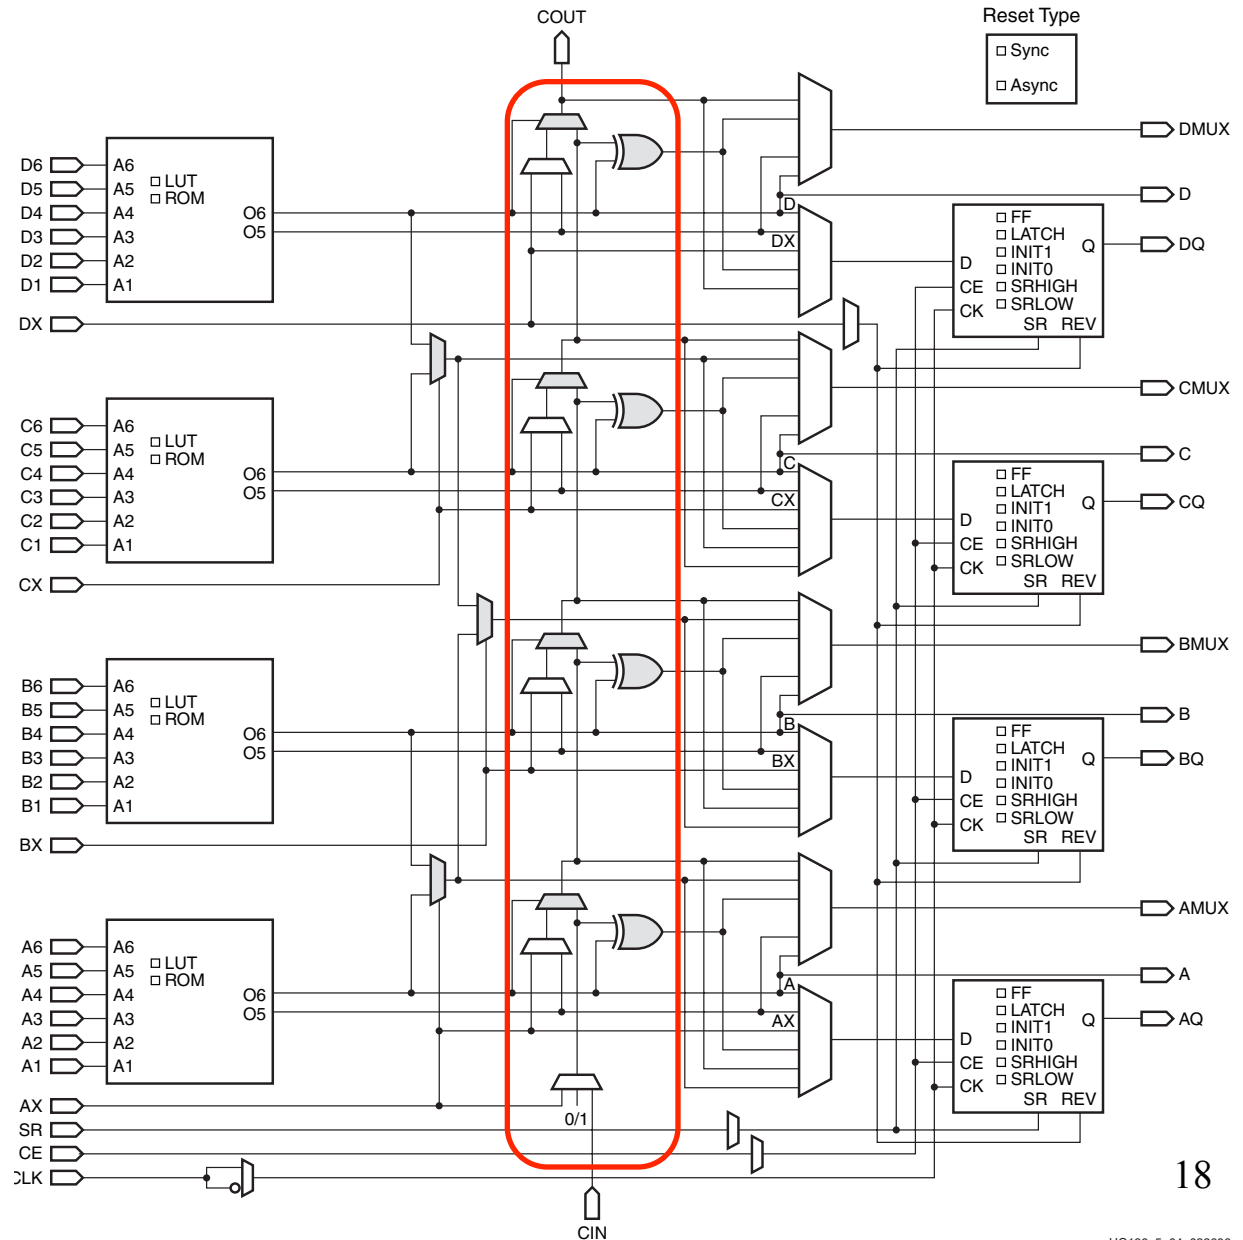 COUT
Reset Type
Sync
Async
DMUX
D6 A6
D5 A5
D4 A4
D3 A3
D2 A2
D1 A1
LUT
ROM
O6
O5
D
D
DX
DX
FF
LATCH
INIT1
INIT0
SRHIGH
SRLOW
D
CE
CK
Q
SR REV
DQ
CMUX
C6 A6
C5 A5
C4 A4
C3 A3
C2 A2
C1 A1
LUT
ROM
O6
O5
C
C
CX
CX
FF
LATCH
INIT1
INIT0
SRHIGH
SRLOW
D
CE
CK
Q
SR REV
CQ
BMUX
B6 A6
B5 A5
B4 A4
B3 A3
B2 A2
B1 A1
LUT
ROM
O6
O5
B
B
BX
BX
FF
LATCH
INIT1
INIT0
SRHIGH
SRLOW
D
CE
CK
Q
SR REV
BQ
AMUX
A6 A6
A5 A5
A4 A4
A3 A3
A2 A2
A1 A1
LUT
ROM
O6
O5
A
A
AX
AX
FF
LATCH
INIT1
INIT0
SRHIGH
SRLOW
D
CE
CK
Q
SR REV
AQ
0/1
SR
CE
CLK
CIN
18